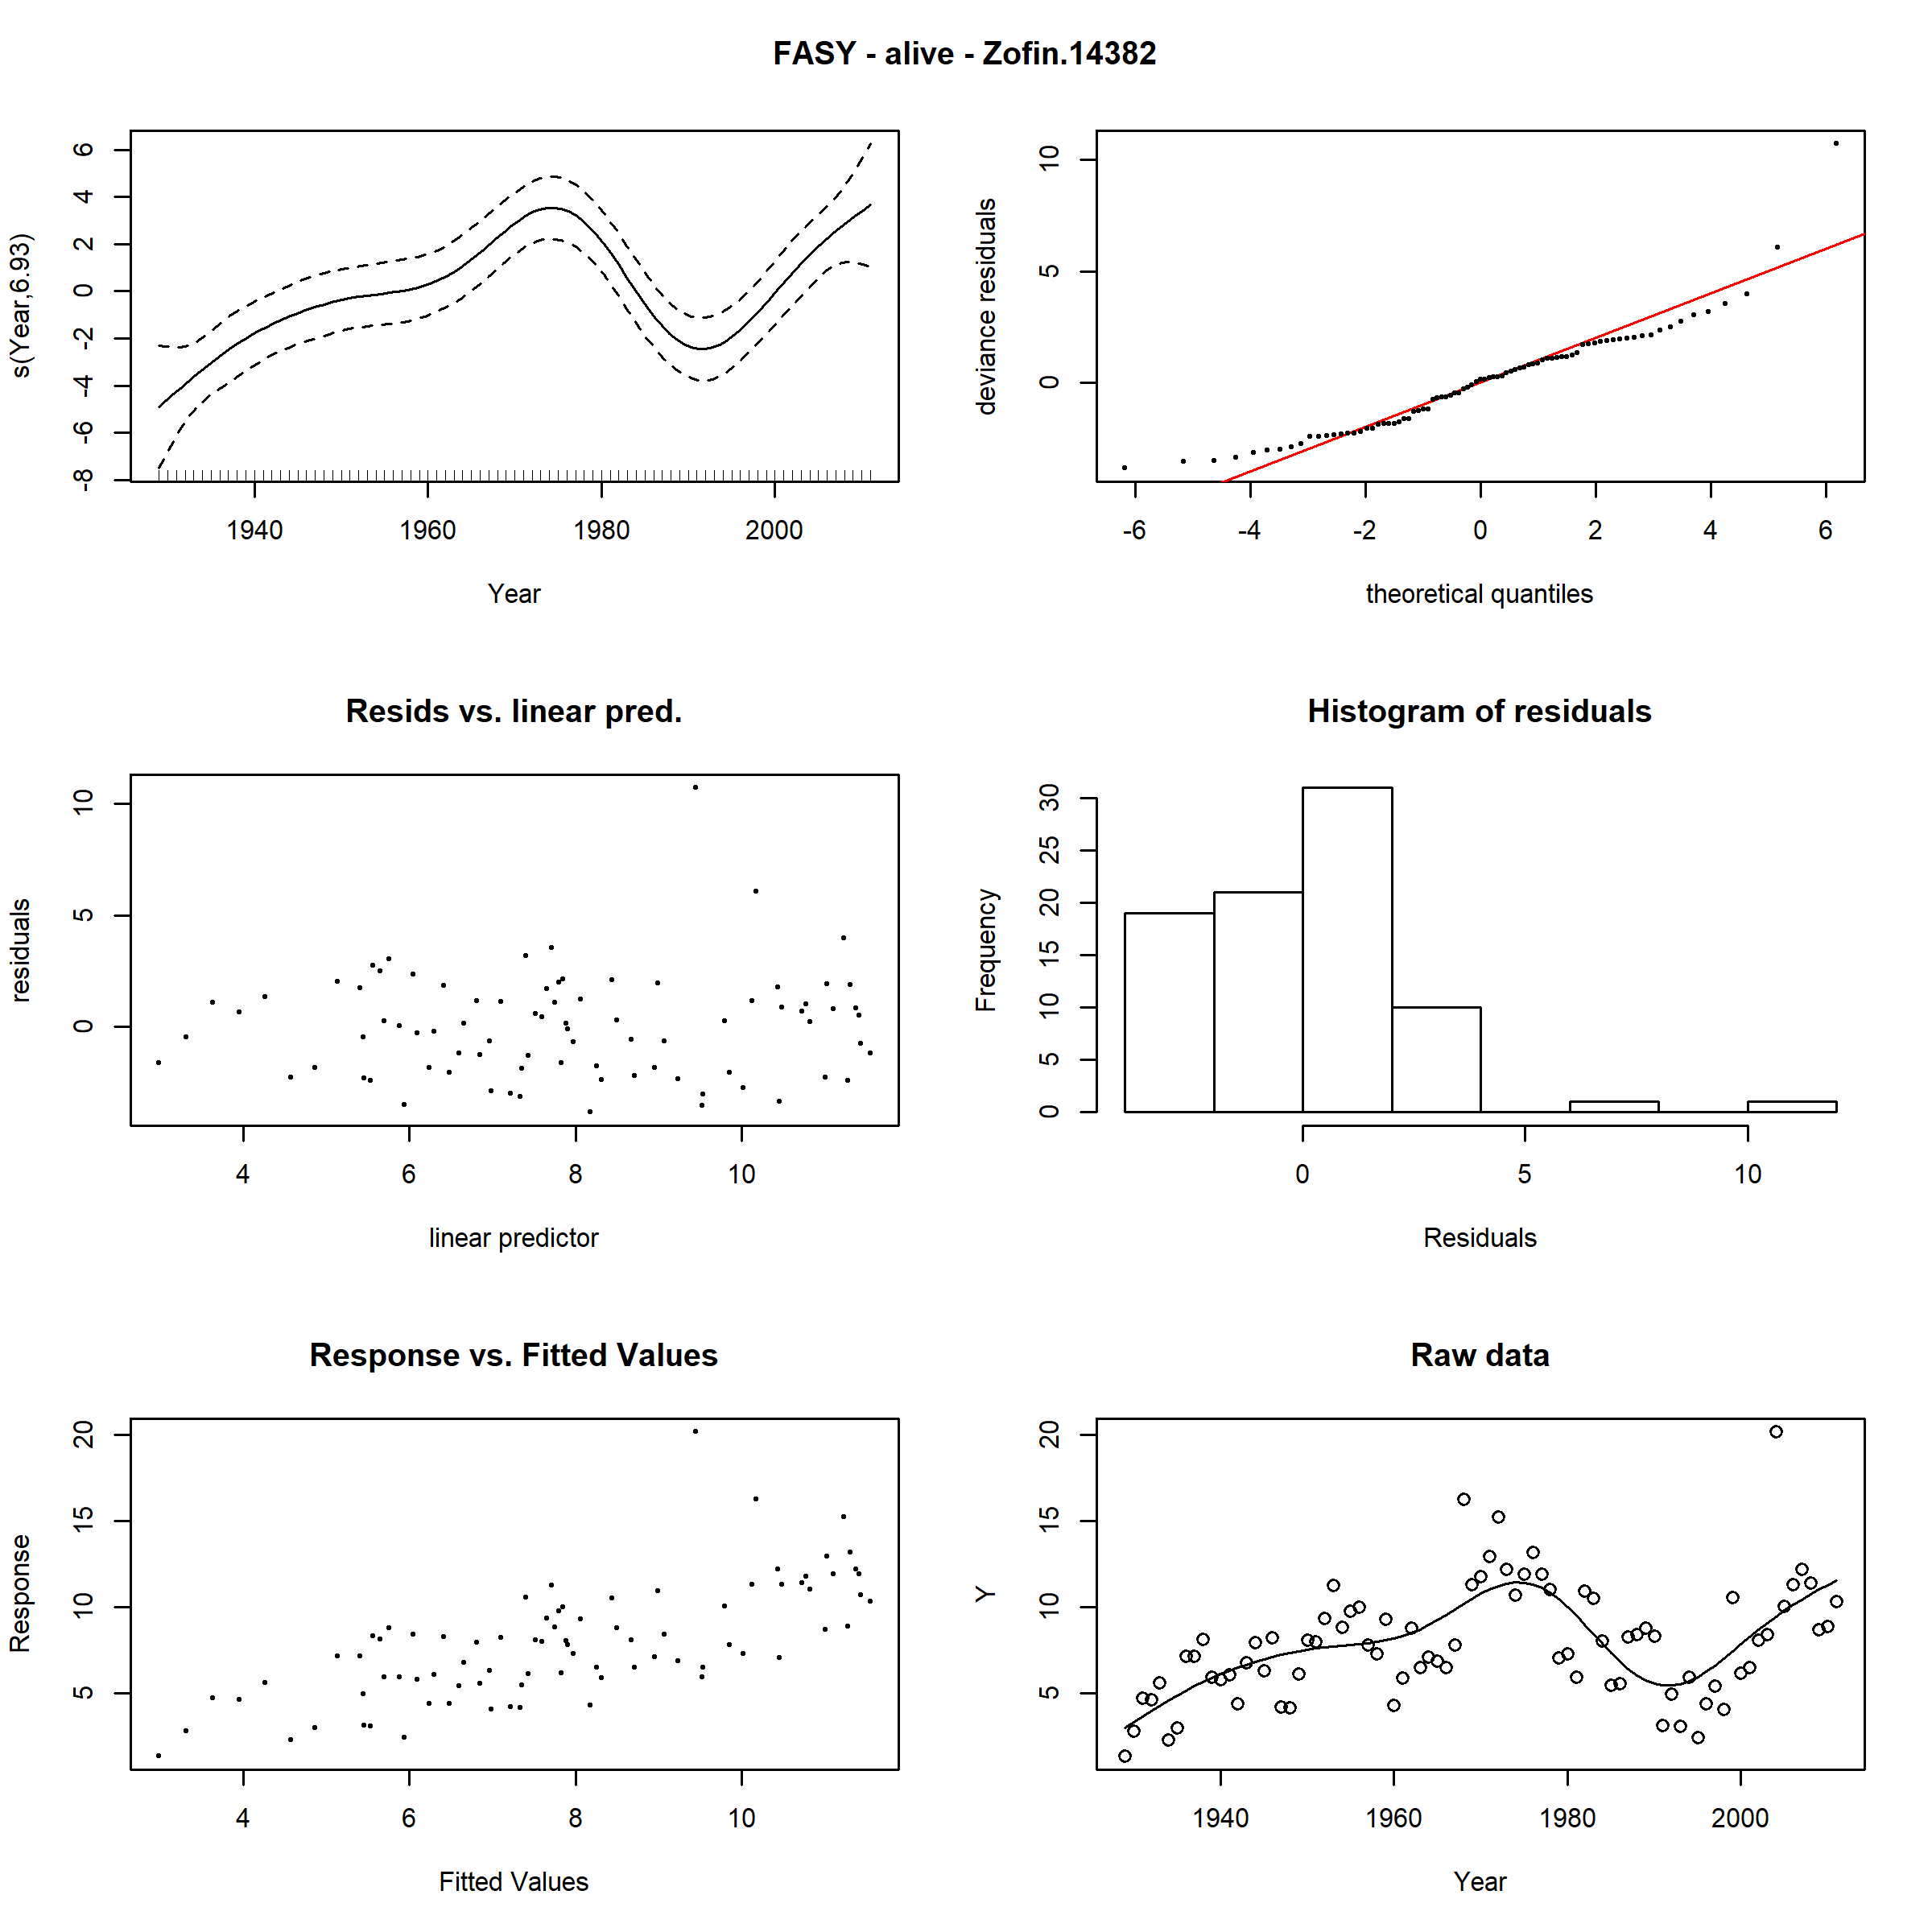 FASY - alive - Zofin.14382
s(Year,6.93)
6
4
2
0
-2
-4
-6
-8
1940 1960 1980 2000
Year
deviance residuals
10
5
0
-6 -4 -2 0 2 4 6
theoretical quantiles
Resids vs. linear pred.
residuals
10
5
0
4 6 8 10
linear predictor
Histogram of residuals
Frequency
30
25
20
15
10
5
0
0 5 10
Residuals
Response vs. Fitted Values
Response
20
15
10
5
4 6 8 10
Fitted Values
Raw data
Y
20
15
10
5
1940 1960 1980 2000
Year